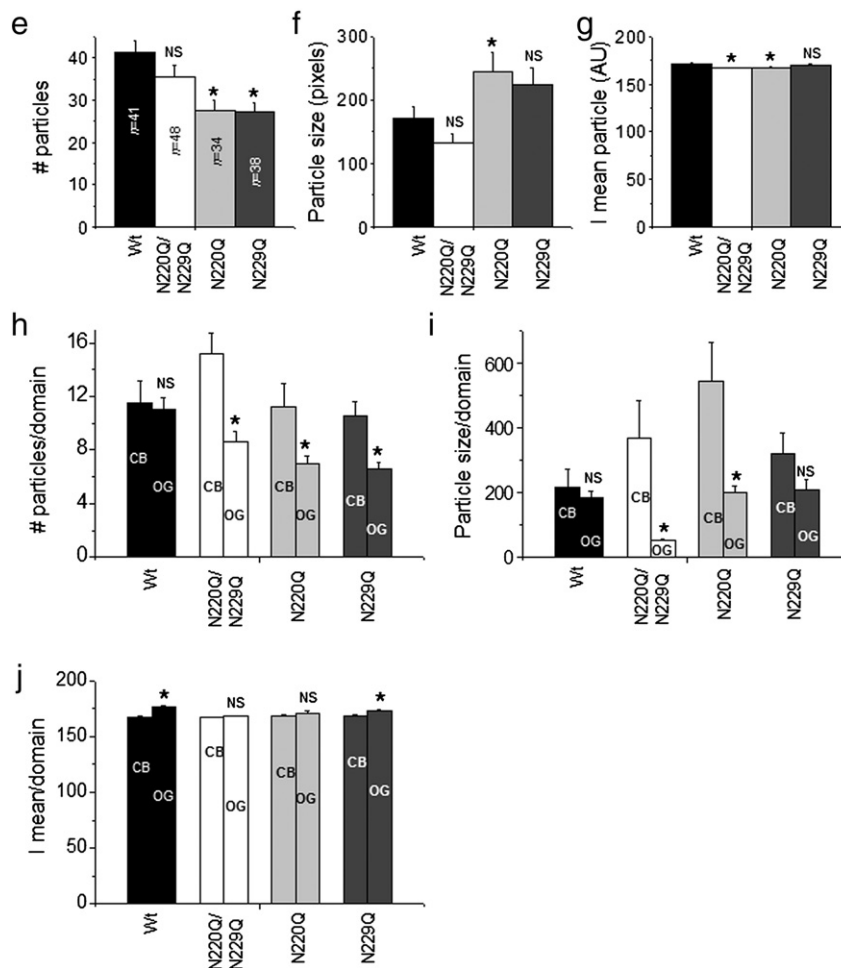 e
# particles
40
30
20
10
0
NS
*
*
n=41
n=48
n=34
n=38
Wt
N220Q/
N229Q
N220Q
N229Q
f
Particle size (pixels)
300
200
100
0
NS
*
NS
Wt
N220Q/
N229Q
N220Q
N229Q
g
I mean particle (AU)
200
150
100
50
0
*
*
NS
Wt
N220Q/
N229Q
N220Q
N229Q
h
# particles/domain
16
12
8
4
0
NS
*
*
*
CB
OG
CB
OG
CB
OG
CB
OG
Wt
N220Q/
N229Q
N220Q
N229Q
i
Particle size/domain
600
400
200
0
NS
*
*
NS
CB
OG
CB
OG
CB
OG
CB
OG
Wt
N220Q/
N229Q
N220Q
N229Q
j
I mean/domain
200
150
100
50
0
*
NS
NS
*
CB
OG
CB
OG
CB
OG
CB
OG
Wt
N220Q/
N229Q
N220Q
N229Q